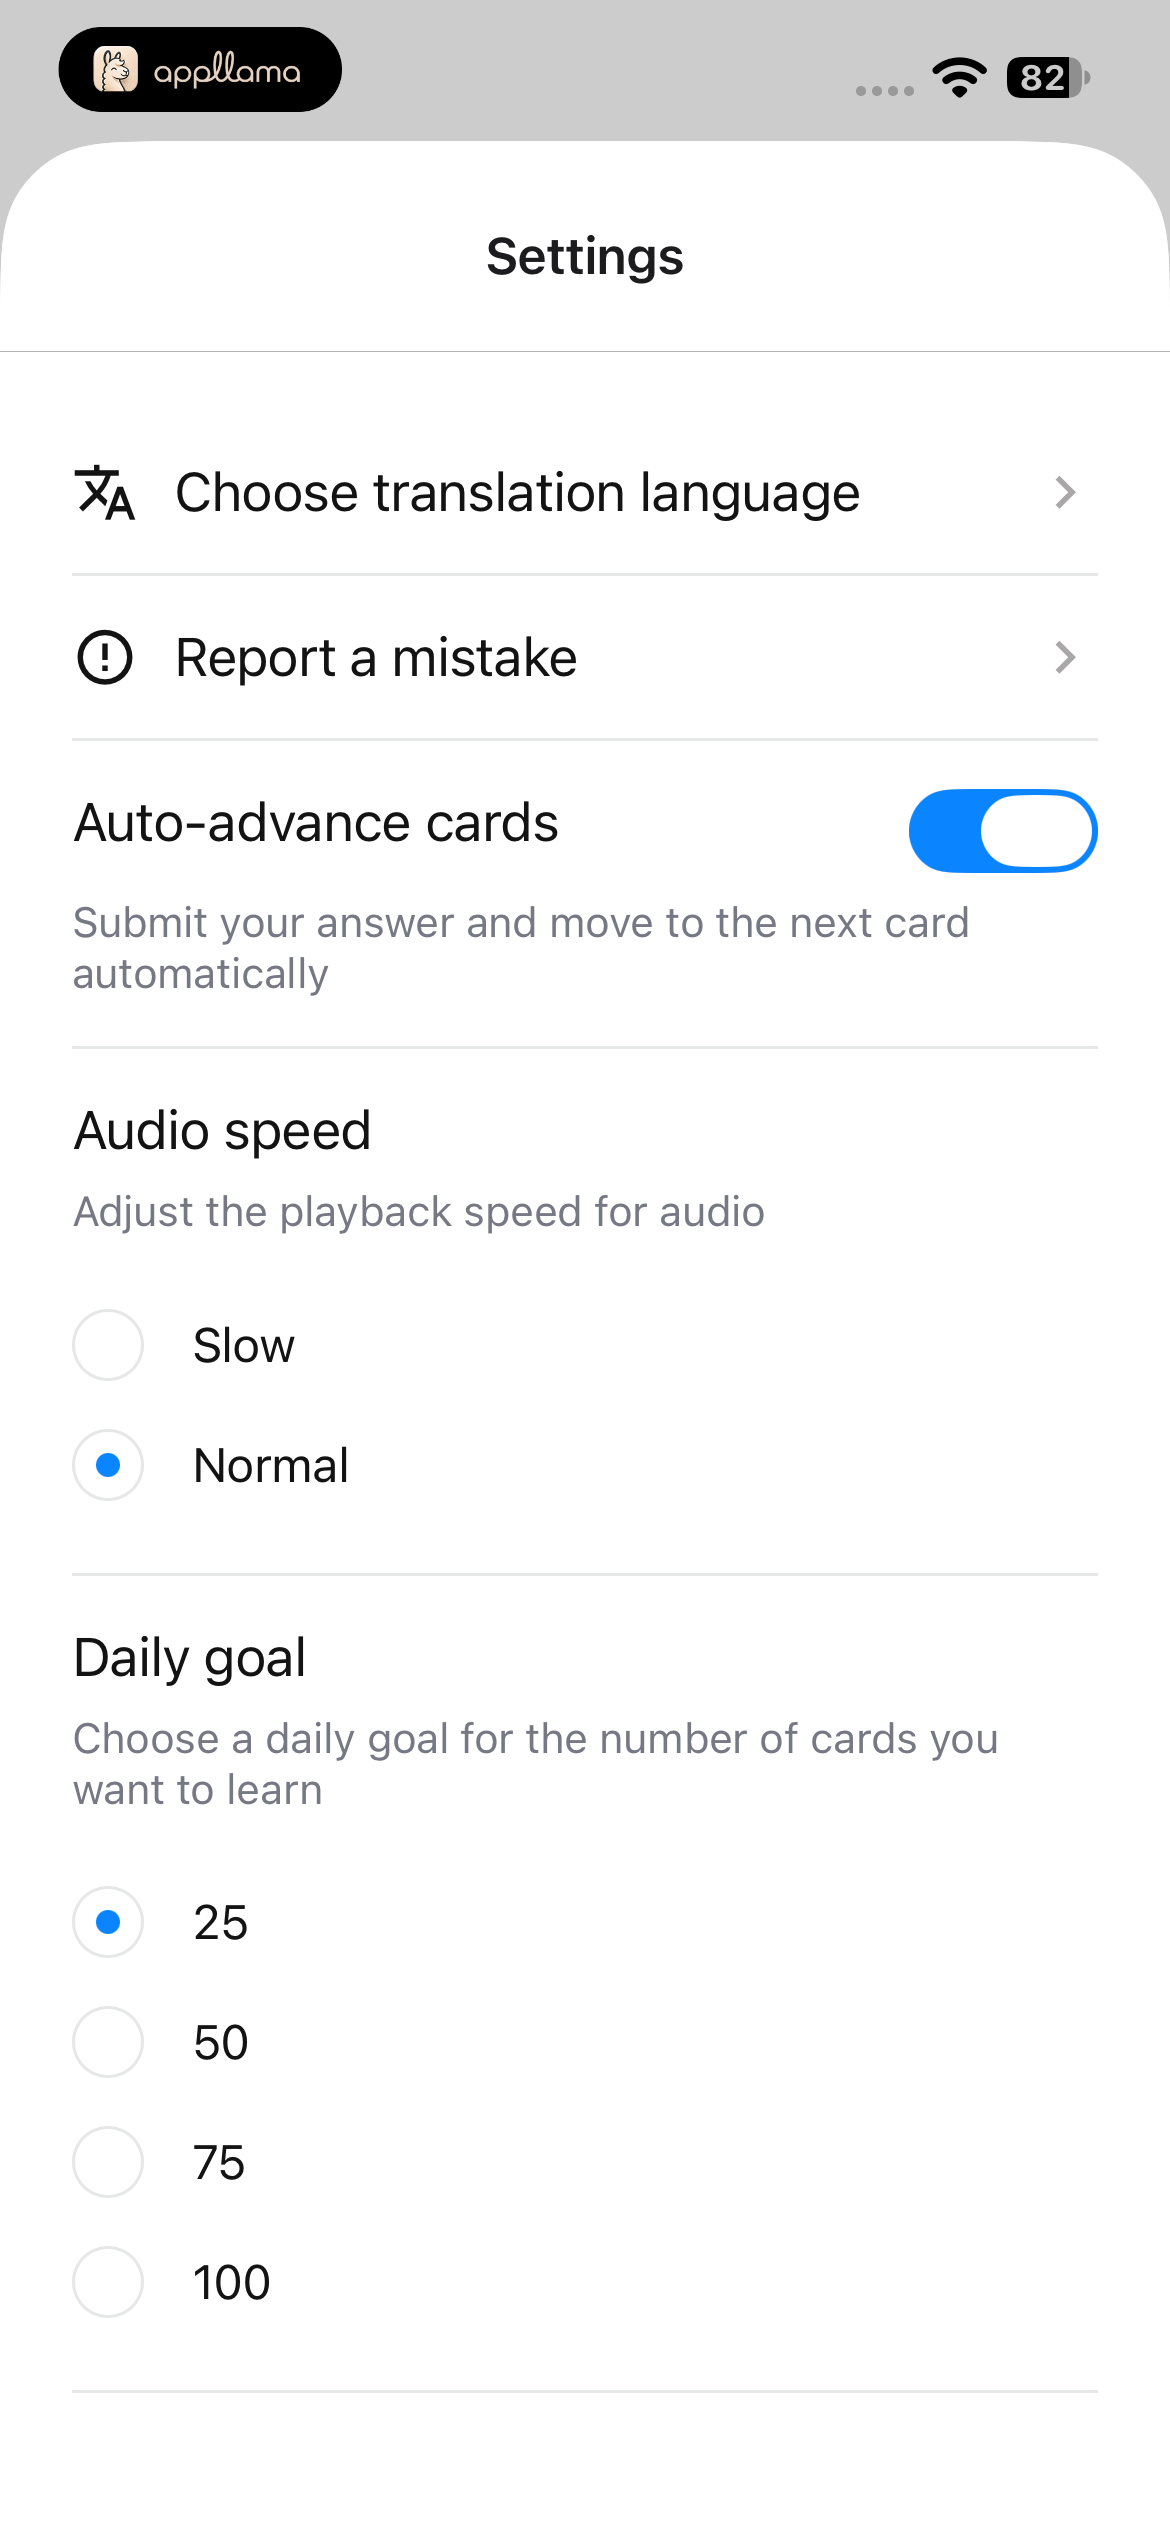 appllama
82
Settings
Choose translation language
Report a mistake
Auto-advance cards
Submit your answer and move to the next card
automatically
Audio speed
Adjust the playback speed for audio
Slow
Normal
Daily goal
Choose a daily goal for the number of cards you
want to learn
25
50
75
100